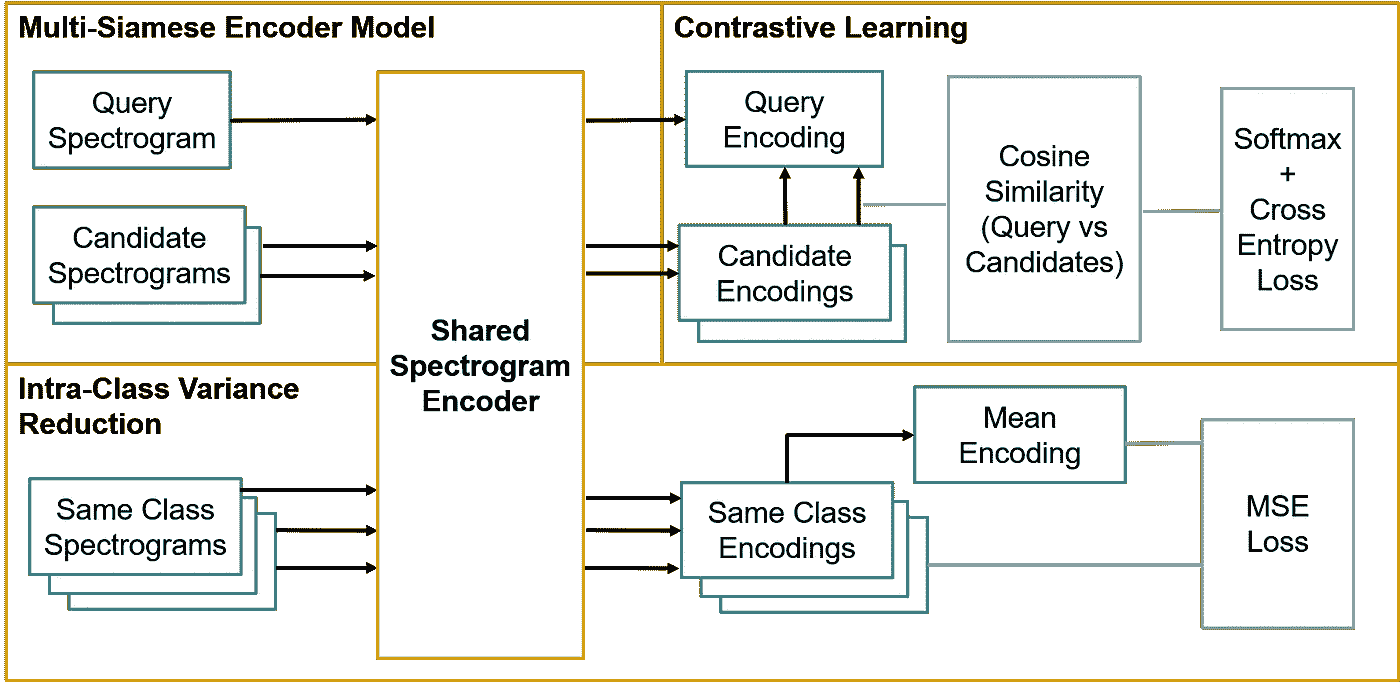 Multi-Siamese Encoder Model
Contrastive Learning
Query
Spectrogram
Candidate
Spectrograms
Shared
Spectrogram
Encoder
Query
Encoding
Candidate
Encodings
Cosine
Similarity
(Query vs
Candidates)
Softmax
+
Cross
Entropy
Loss
Intra-Class Variance
Reduction
Same Class
Spectrograms
Same Class
Encodings
Mean
Encoding
MSE
Loss